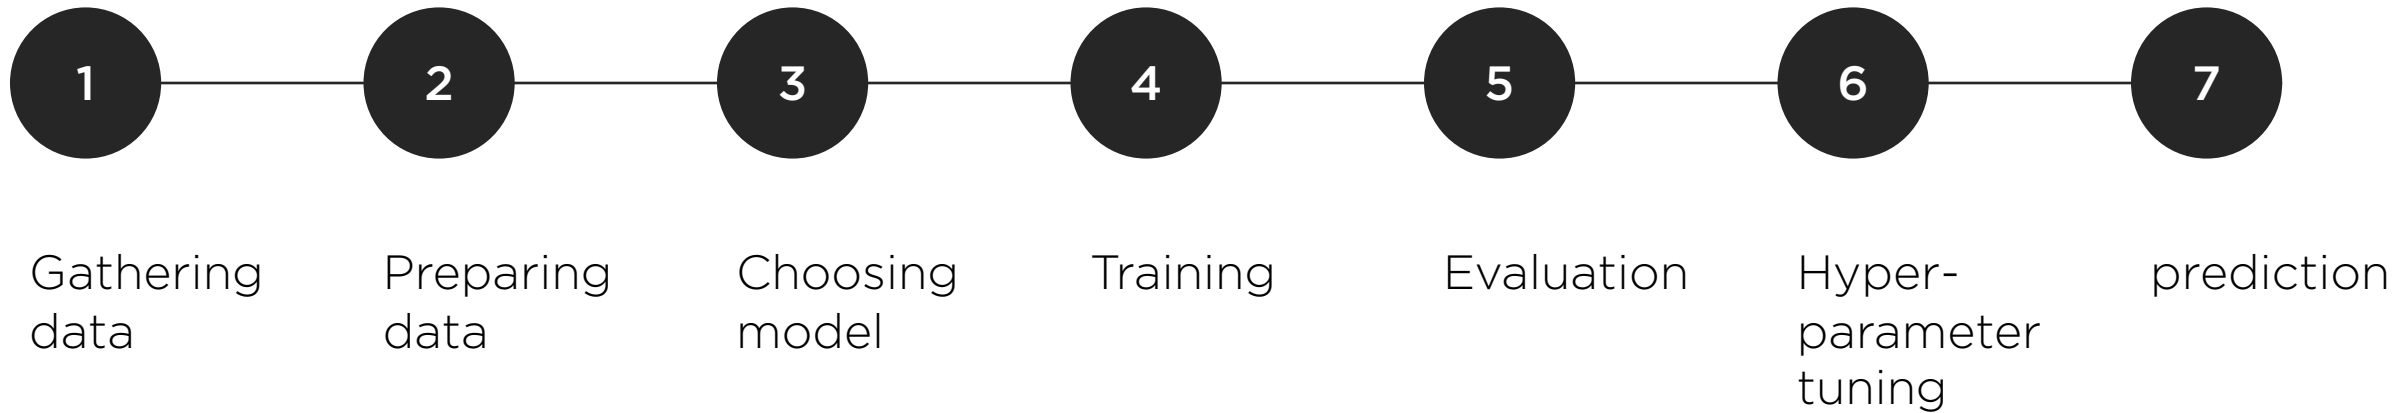 1 2 3 4 5 6 7
Gathering
data
Preparing
data
Choosing
model
Training
Evaluation
Hyper-
parameter
tuning
prediction